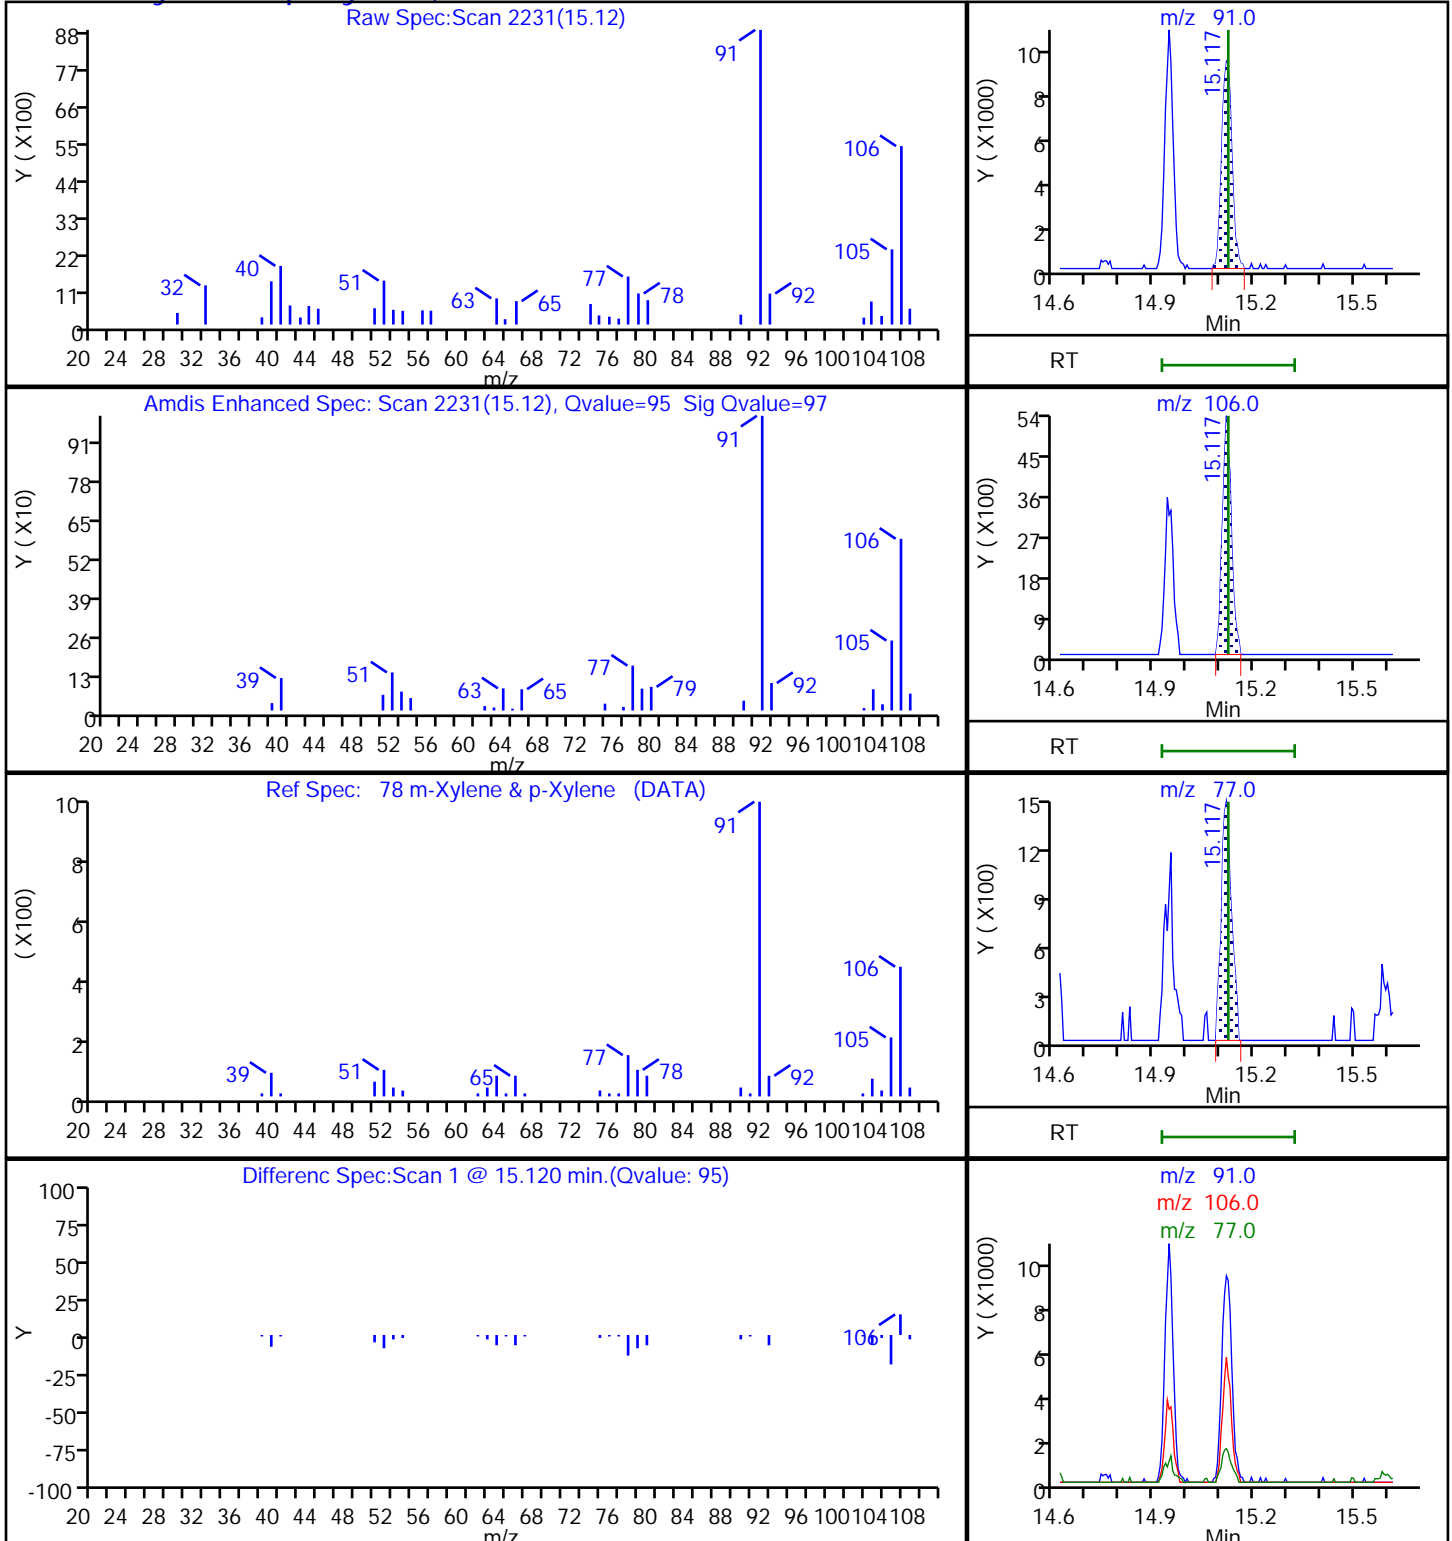 Raw Spec:Scan 2231(15.12)
Y ( X100)
88
77
66
55
44
33
22
11
0
91
106
105
40
32
51
63
65
77
78
92
20 24 28 32 36 40 44 48 52 56 60 64 68 72 76 80 84 88 92 96 100 104 108
m/z
m/z 91.0
Y ( X1000)
10
8
6
4
2
0
15.117
14.6 14.9 15.2 15.5
Min
RT
Amdis Enhanced Spec: Scan 2231(15.12), Qvalue=95 Sig Qvalue=97
Y ( X10)
91
78
65
52
39
26
13
0
91
106
105
39
51
63
65
77
79
92
20 24 28 32 36 40 44 48 52 56 60 64 68 72 76 80 84 88 92 96 100 104 108
m/z
m/z 106.0
Y ( X100)
54
45
36
27
18
9
0
15.117
14.6 14.9 15.2 15.5
Min
RT
Ref Spec: 78 m-Xylene & p-Xylene (DATA)
( X100)
10
8
6
4
2
0
91
106
105
39
51
65
77
78
92
20 24 28 32 36 40 44 48 52 56 60 64 68 72 76 80 84 88 92 96 100 104 108
m/z 77.0
Y ( X100)
15
12
9
6
3
0
15.117
14.6 14.9 15.2 15.5
Min
RT
Differenc Spec:Scan 1 @ 15.120 min.(Qvalue: 95)
Y
100
75
50
25
0
-25
-50
-75
-100
106
20 24 28 32 36 40 44 48 52 56 60 64 68 72 76 80 84 88 92 96 100 104 108
m/z
m/z 91.0
m/z 106.0
m/z 77.0
Y ( X1000)
10
8
6
4
2
0
14.6 14.9 15.2 15.5
Min